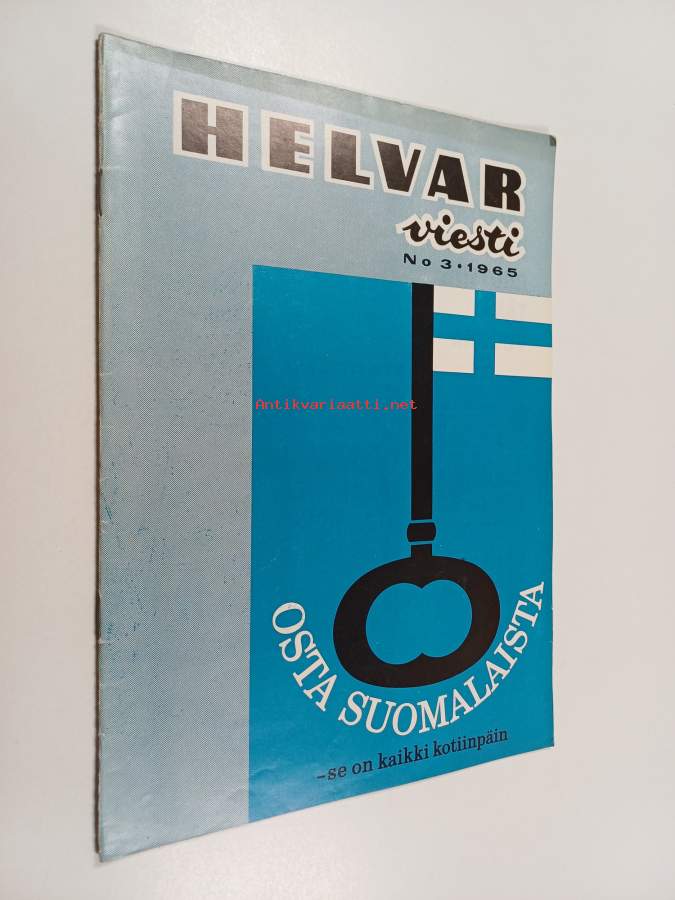 HELVAR
viesti
No 3 • 1965
Antikvariaatti.net
OSTA SUOMALAISTA
–se on kaikki kotiinpäin